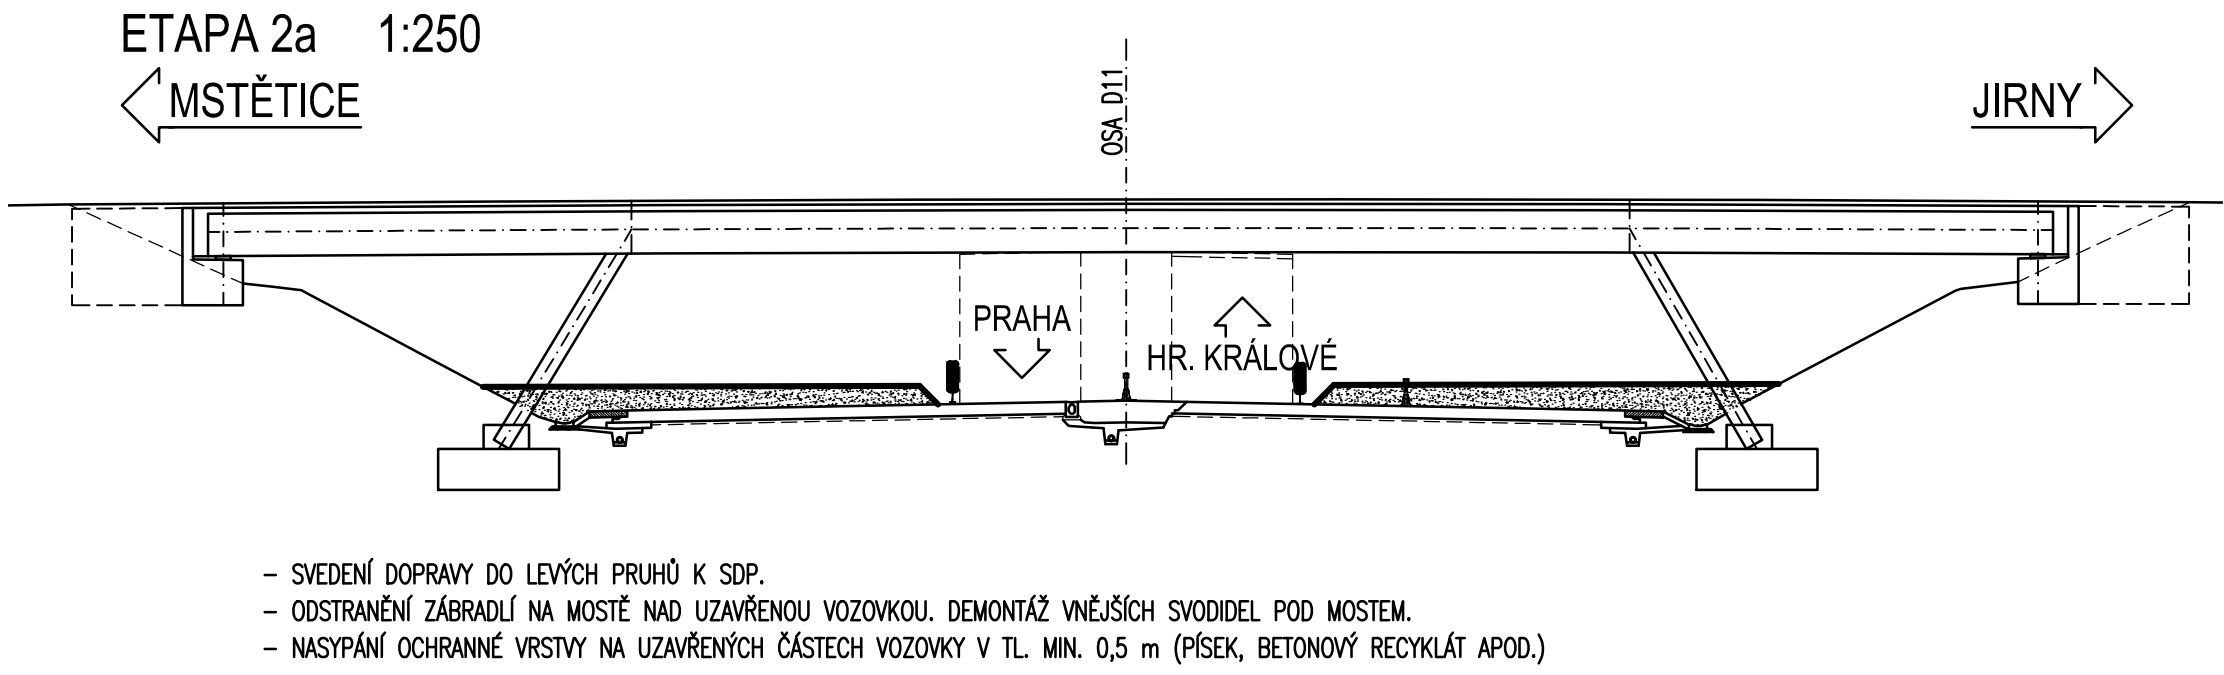 ETAPA 2a 1:250
MSTĚTICE
OSA D11
JIRNY
PRAHA
HR. KRÁLOVÉ
– SVEDENÍ DOPRAVY DO LEVÝCH PRUHŮ K SDP.
– ODSTRANĚNÍ ZÁBRADLÍ NA MOSTĚ NAD UZAVŘENOU VOZOVKOU. DEMONTÁŽ VNĚJŠÍCH SVODIDEL POD MOSTEM.
– NASYPÁNÍ OCHRANNÉ VRSTVY NA UZAVŘENÝCH ČÁSTECH VOZOVKY V TL. MIN. 0,5 m (PÍSEK, BETONOVÝ RECYKLÁT APOD.)